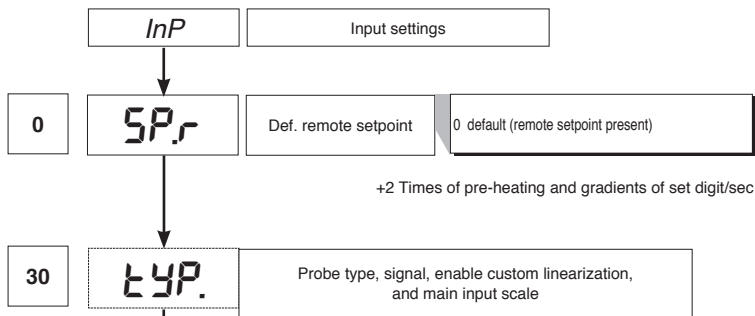 InP Input settings
0 SP.r Def. remote setpoint 0 default (remote setpoint present)
+2 Times of pre-heating and gradients of set digit/sec
30 tYP. Probe type, signal, enable custom linearization,
and main input scale